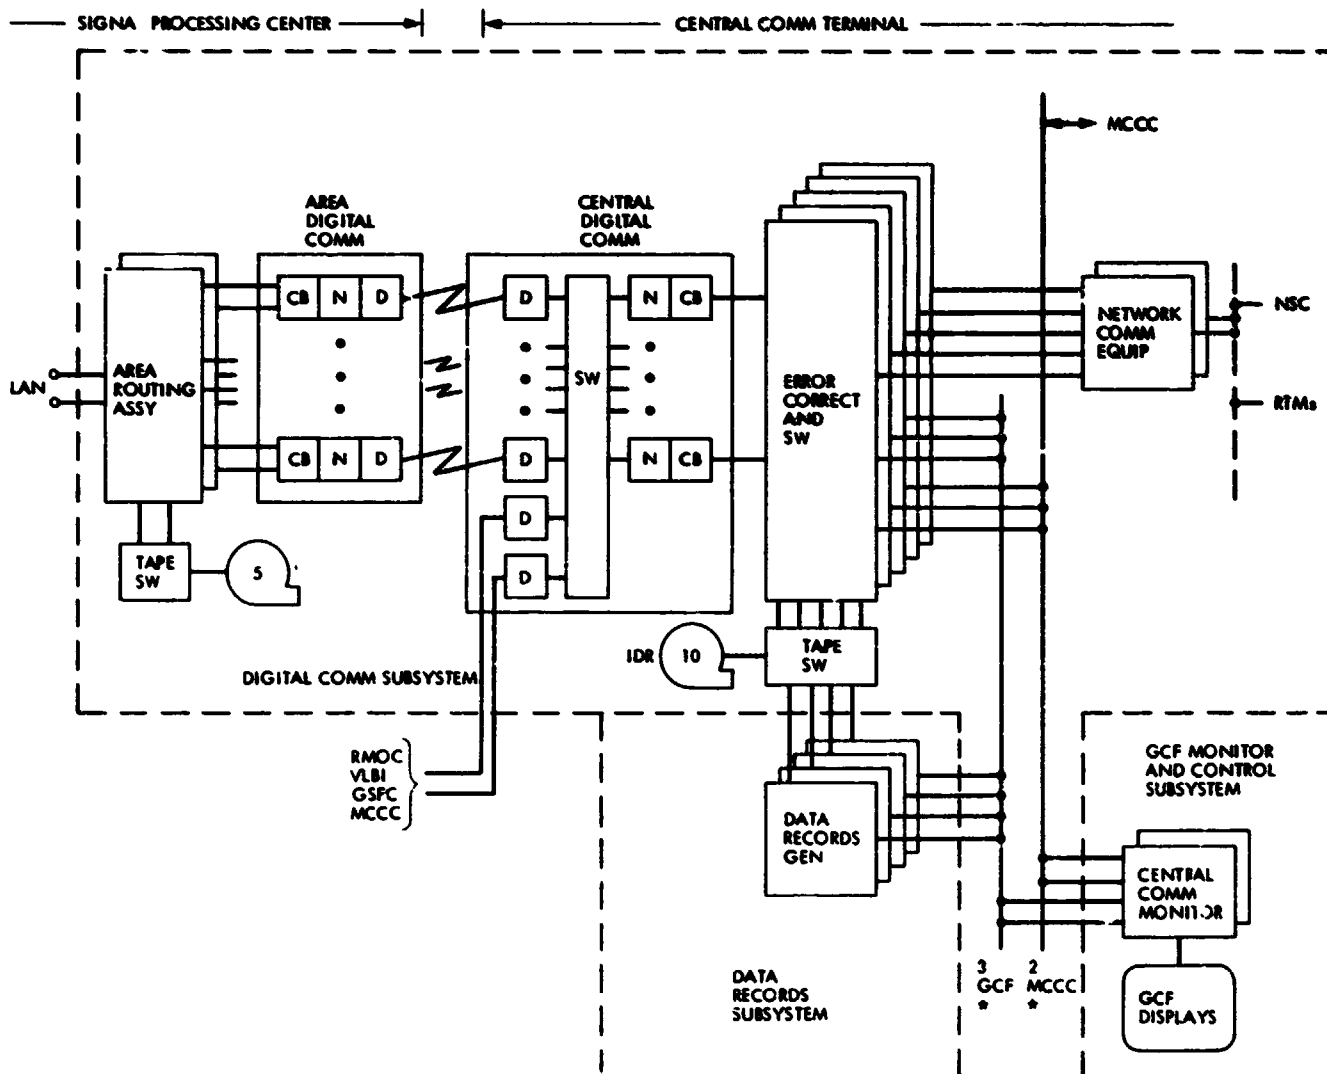 SIGNA PROCESSING CENTER
CENTRAL COMM TERMINAL
MCCC
AREA
DIGITAL
COMM
CENTRAL
DIGITAL
COMM
CB N D
D
N CB
NETWORK
COMM
EQUIP
NSC
LAN
AREA
ROUTING
ASSY
SW
ERROR
CORRECT
AND
SW
RTMs
CB N D
D
N CB
D
D
TAPE
SW
5
IDR
10
TAPE
SW
DIGITAL COMM SUBSYSTEM
RMOC
VLBI
GSFC
MCCC
GCF MONITOR
AND CONTROL
SUBSYSTEM
DATA
RECORDS
GEN
CENTRAL
COMM
MONITOR
DATA
RECORDS
SUBSYSTEM
3
GCF
*
2
MCCC
*
GCF
DISPLAYS